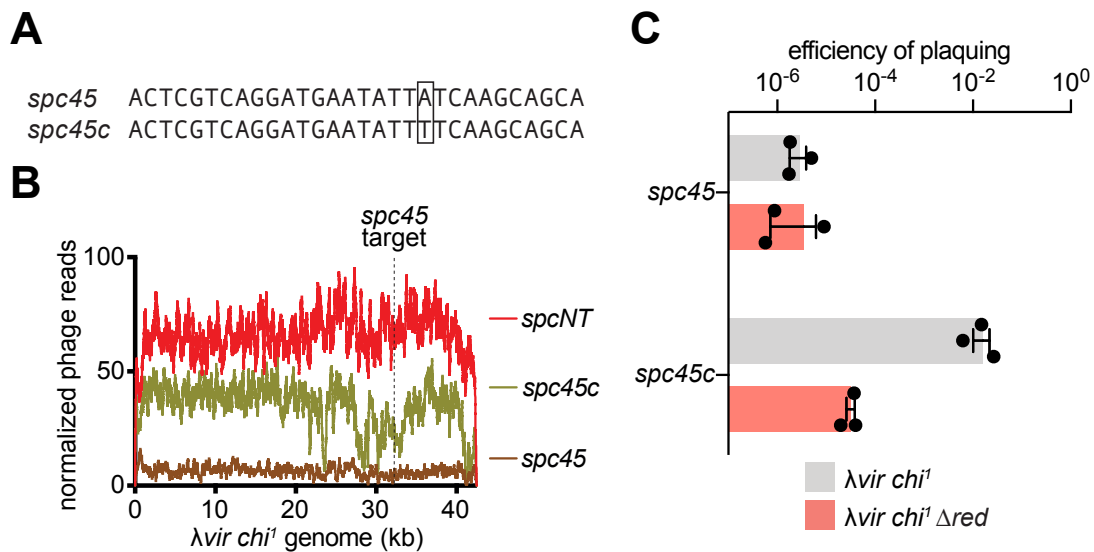 A
spc45 ACTCGTCAGGATGAATATTATCAAGCAGCA
spc45c ACTCGTCAGGATGAATATTTTCAAGCAGCA
B
spc45
target
100
50
0
normalized phage reads
0 10 20 30 40
λvir chi¹ genome (kb)
spcNT
spc45c
spc45
C
efficiency of plaquing
10⁻⁶ 10⁻⁴ 10⁻² 10⁰
spc45
spc45c
λvir chi¹
λvir chi¹ Δred